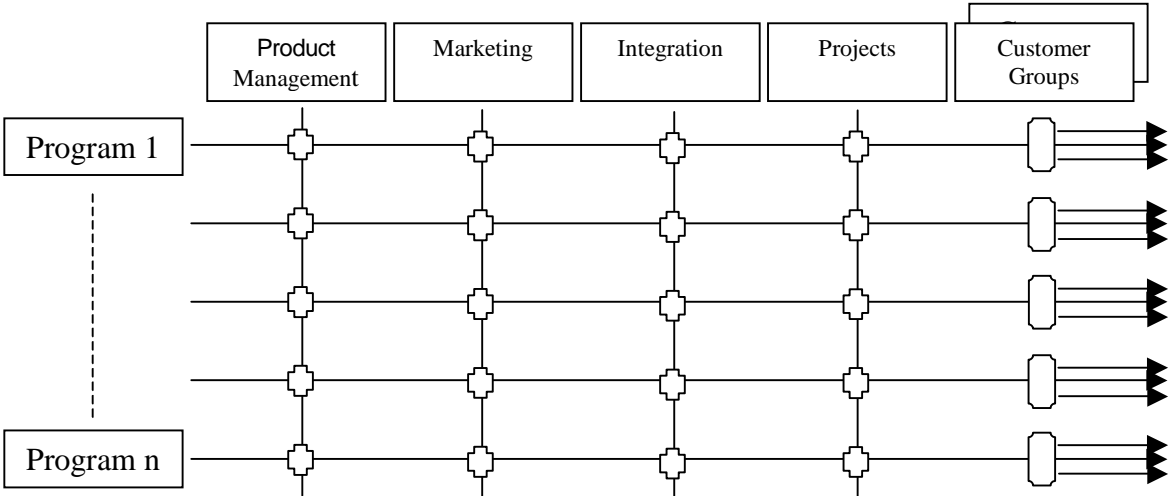 Product
Management
Marketing
Integration
Projects
Customer
Groups
Program 1
Program n